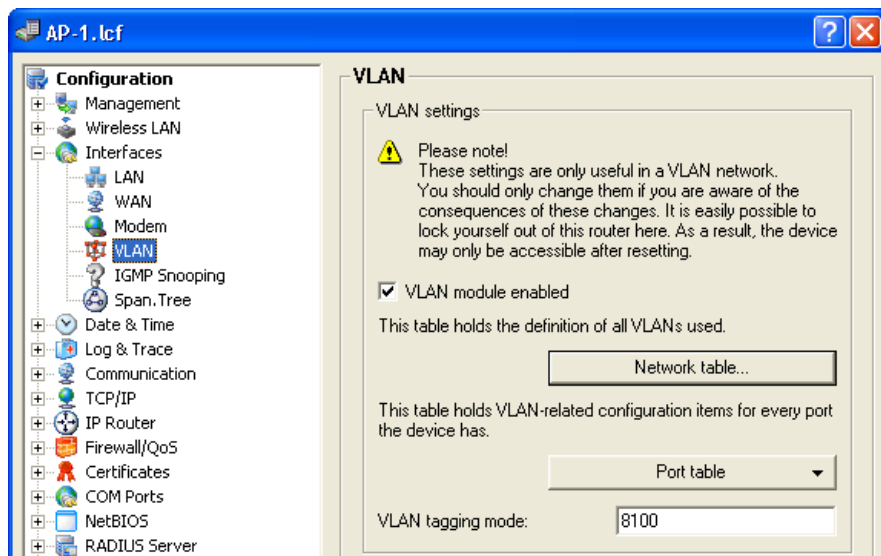 AP-1.lcf
Configuration
Management
Wireless LAN
Interfaces
LAN
WAN
Modem
VLAN
IGMP Snooping
Span.Tree
Date & Time
Log & Trace
Communication
TCP/IP
IP Router
Firewall/QoS
Certificates
COM Ports
NetBIOS
RADIUS Server
VLAN
VLAN settings
Please note!
These settings are only useful in a VLAN network.
You should only change them if you are aware of the
consequences of these changes. It is easily possible to
lock yourself out of this router here. As a result, the device
may only be accessible after resetting.
VLAN module enabled
This table holds the definition of all VLANs used.
Network table...
This table holds VLAN-related configuration items for every port
the device has.
Port table
VLAN tagging mode:
8100